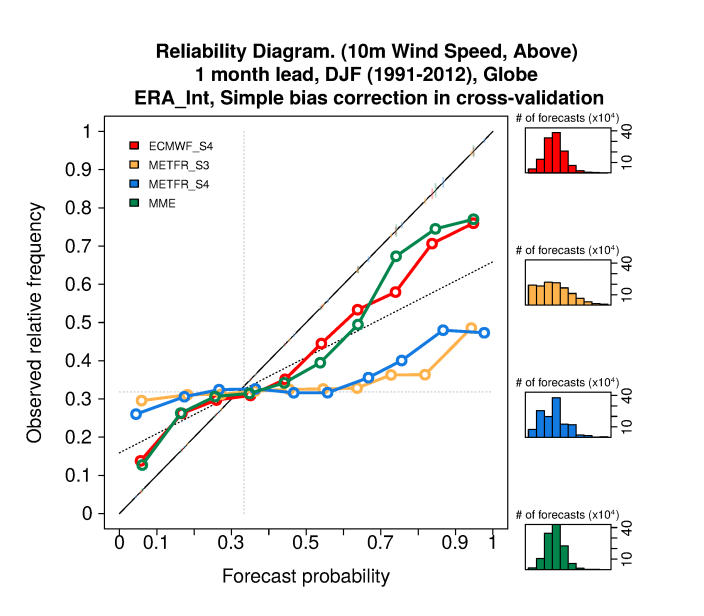 Reliability Diagram. (10m Wind Speed, Above)
1 month lead, DJF (1991-2012), Globe
ERA_Int, Simple bias correction in cross-validation
ECMWF_S4
METFR_S3
METFR_S4
MME
Observed relative frequency
1
0.9
0.8
0.7
0.6
0.5
0.4
0.3
0.2
0.1
0
0 0.1 0.3 0.5 0.7 0.9 1
Forecast probability
# of forecasts (x10⁴)
10 40
# of forecasts (x10⁴)
10 40
# of forecasts (x10⁴)
10 40
# of forecasts (x10⁴)
10 40